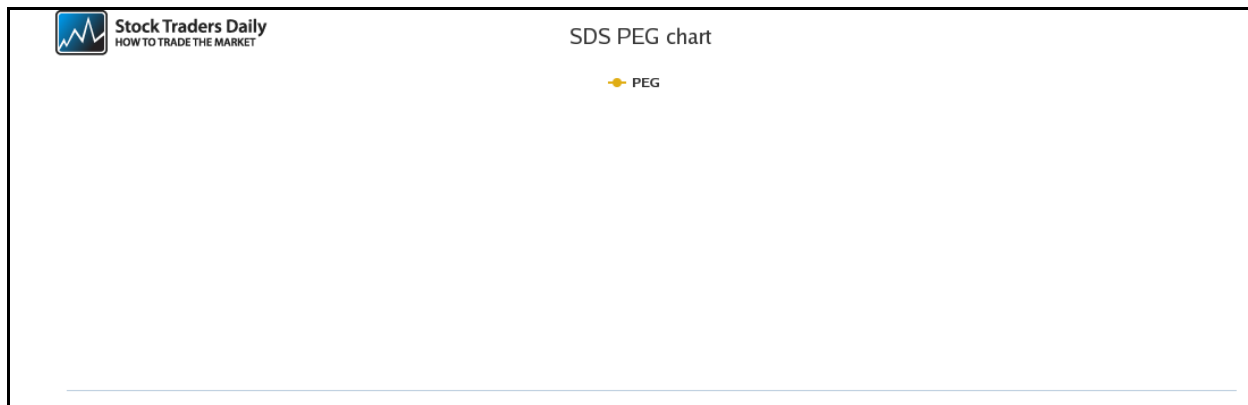 Stock Traders Daily
HOW TO TRADE THE MARKET
SDS PEG chart
PEG